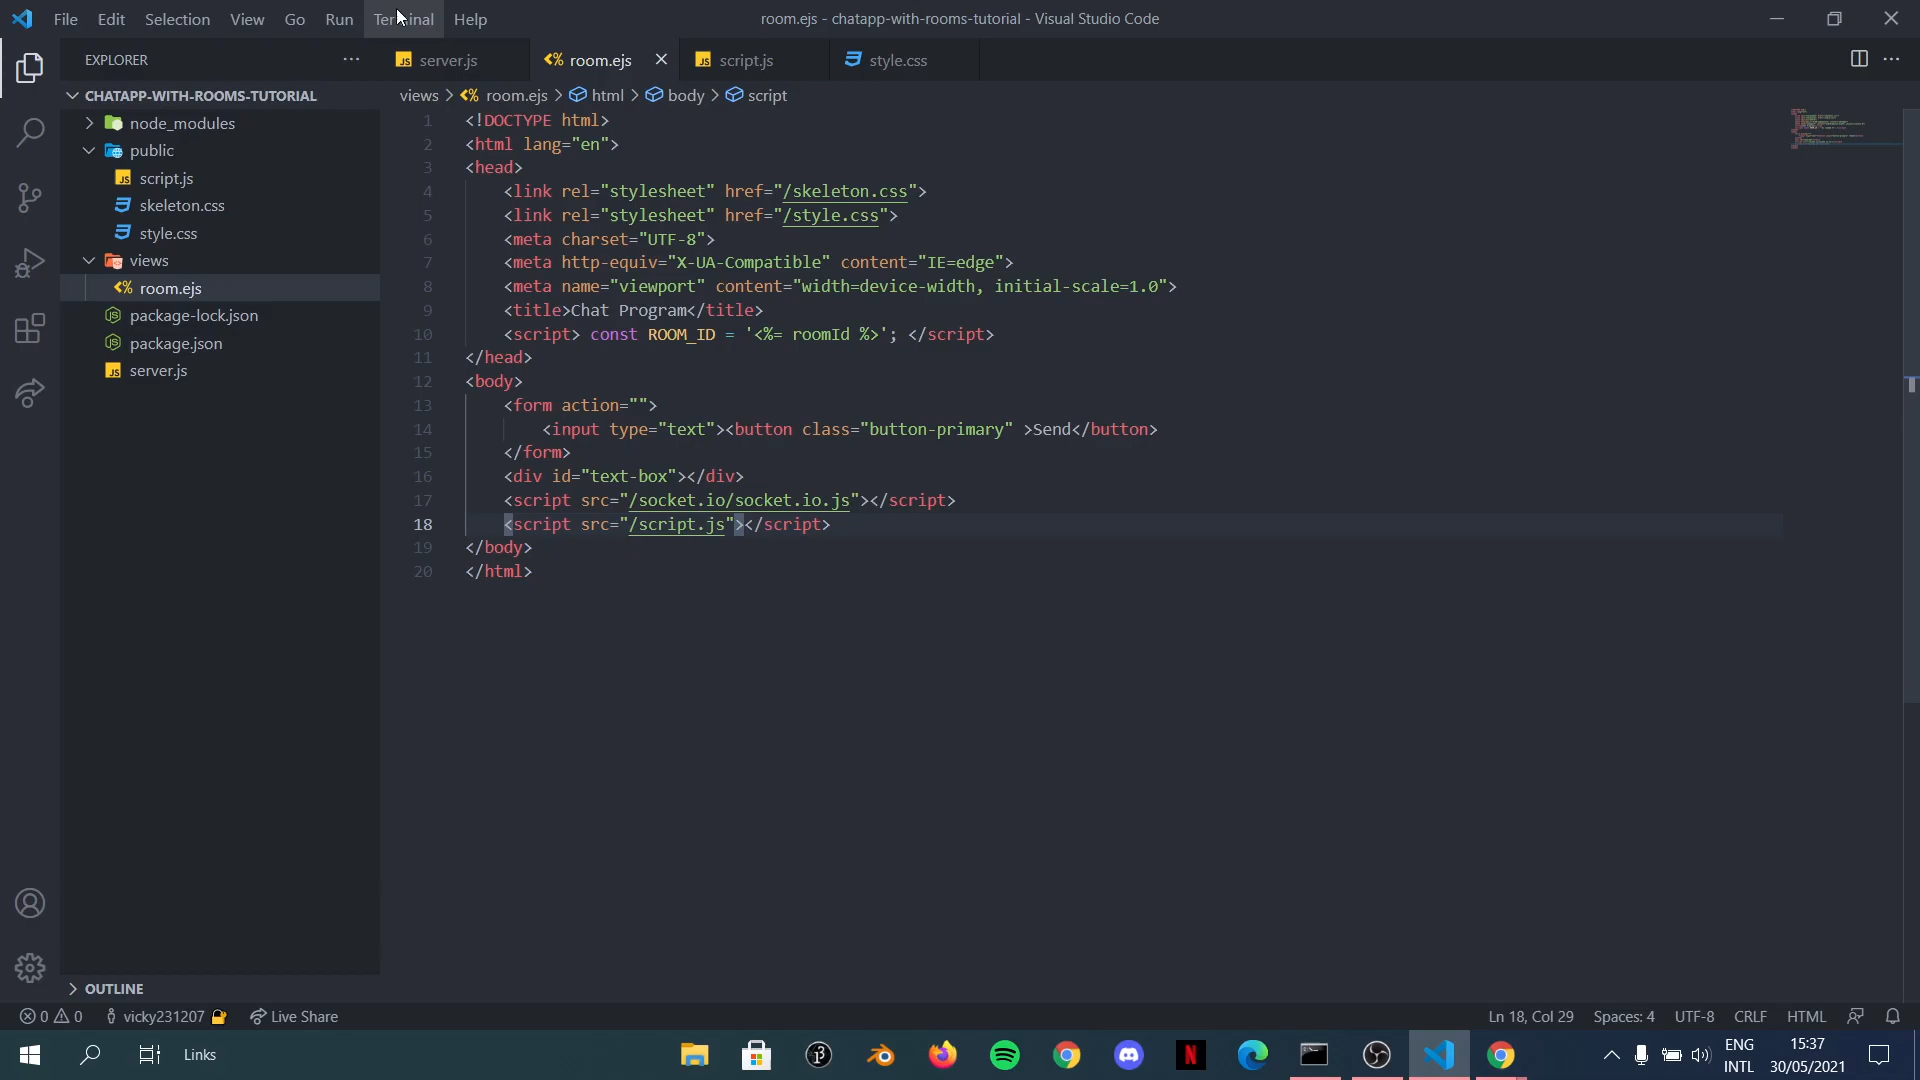 File Edit Selection View Go Run Terminal Help
room.ejs - chatapp-with-rooms-tutorial - Visual Studio Code
EXPLORER
server.js
room.ejs
script.js
style.css
CHATAPP-WITH-ROOMS-TUTORIAL
node_modules
public
script.js
skeleton.css
style.css
views
room.ejs
package-lock.json
package.json
server.js
OUTLINE
views > room.ejs > html > body > script
1 <!DOCTYPE html>
2 <html lang="en">
3 <head>
4 <link rel="stylesheet" href="/skeleton.css">
5 <link rel="stylesheet" href="/style.css">
6 <meta charset="UTF-8">
7 <meta http-equiv="X-UA-Compatible" content="IE=edge">
8 <meta name="viewport" content="width=device-width, initial-scale=1.0">
9 <title>Chat Program</title>
10 <script> const ROOM_ID = '<%= roomId %>'; </script>
11 </head>
12 <body>
13 <form action="">
14 <input type="text"><button class="button-primary" >Send</button>
15 </form>
16 <div id="text-box"></div>
17 <script src="/socket.io/socket.io.js"></script>
18 <script src="/script.js"></script>
19 </body>
20 </html>
0 0 vicky231207 Live Share
Ln 18, Col 29 Spaces: 4 UTF-8 CRLF HTML
Links
ENG
INTL
15:37
30/05/2021